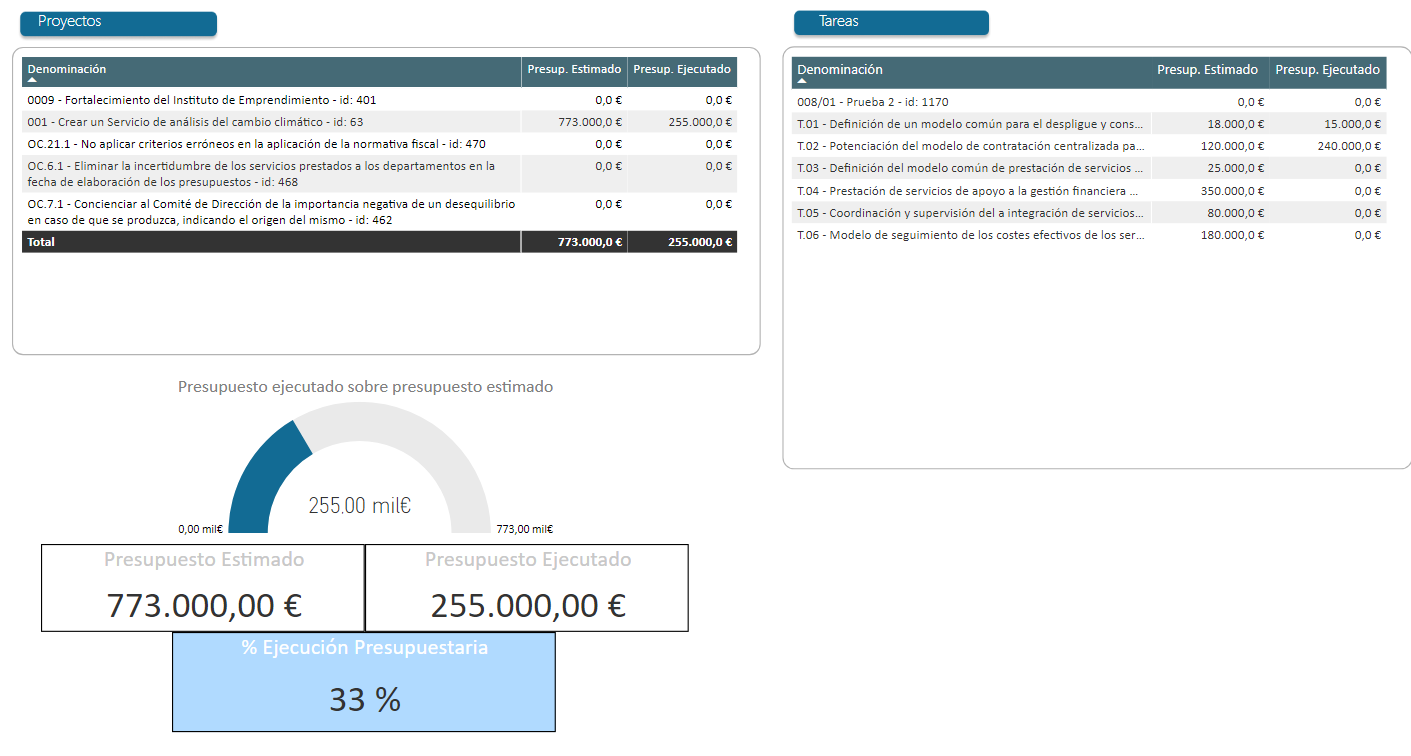 Proyectos
Denominación Presup. Estimado Presup. Ejecutado
0009 - Fortalecimiento del Instituto de Emprendimiento - id: 401 0,0 € 0,0 €
001 - Crear un Servicio de análisis del cambio climático - id: 63 773.000,0 € 255.000,0 €
OC.21.1 - No aplicar criterios erróneos en la aplicación de la normativa fiscal - id: 470 0,0 € 0,0 €
OC.6.1 - Eliminar la incertidumbre de los servicios prestados a los departamentos en la 0,0 € 0,0 €
fecha de elaboración de los presupuestos - id: 468
OC.7.1 - Concienciar al Comité de Dirección de la importancia negativa de un desequilibrio 0,0 € 0,0 €
en caso de que se produzca, indicando el origen del mismo - id: 462
Total 773.000,0 € 255.000,0 €
Tareas
Denominación Presup. Estimado Presup. Ejecutado
008/01 - Prueba 2 - id: 1170 0,0 € 0,0 €
T.01 - Definición de un modelo común para el despligue y cons... 18.000,0 € 15.000,0 €
T.02 - Potenciación del modelo de contratación centralizada pa... 120.000,0 € 240.000,0 €
T.03 - Definición del modelo común de prestación de servicios ... 25.000,0 € 0,0 €
T.04 - Prestación de servicios de apoyo a la gestión financiera ... 350.000,0 € 0,0 €
T.05 - Coordinación y supervisión del a integración de servicios... 80.000,0 € 0,0 €
T.06 - Modelo de seguimiento de los costes efectivos de los ser... 180.000,0 € 0,0 €
Presupuesto ejecutado sobre presupuesto estimado
255,00 mil€
0,00 mil€ 773,00 mil€
Presupuesto Estimado Presupuesto Ejecutado
773.000,00 € 255.000,00 €
% Ejecución Presupuestaria
33 %